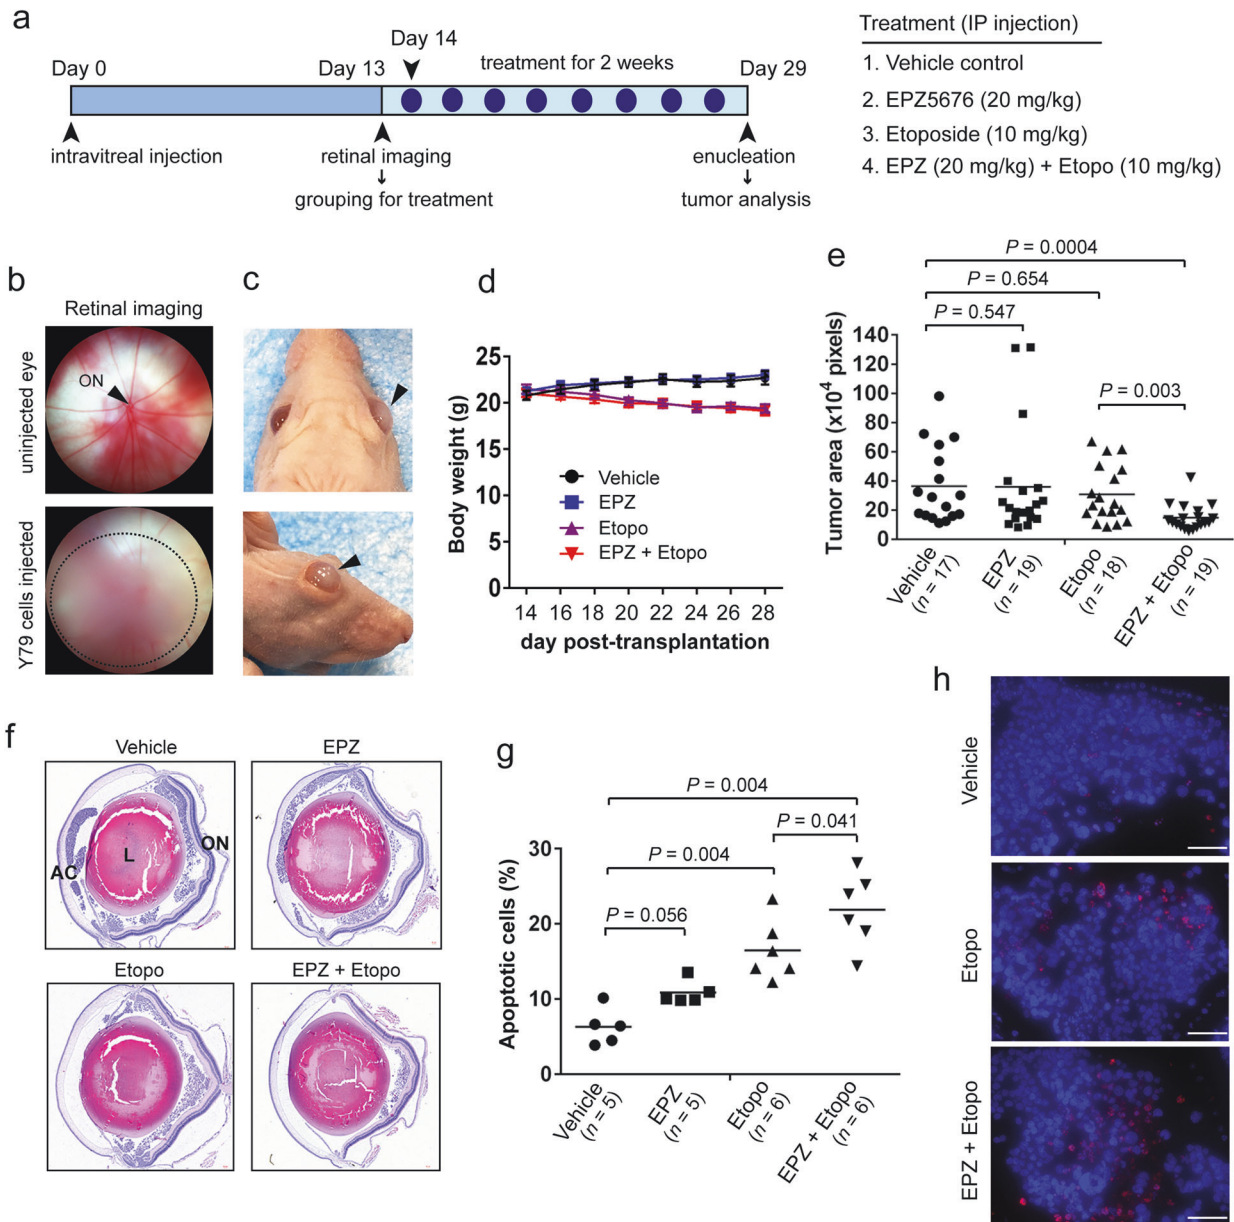 a
Day 0
Day 13
Day 14
treatment for 2 weeks
Day 29
intravitreal injection
retinal imaging
grouping for treatment
enucleation
tumor analysis
Treatment (IP injection)
1. Vehicle control
2. EPZ5676 (20 mg/kg)
3. Etoposide (10 mg/kg)
4. EPZ (20 mg/kg) + Etopo (10 mg/kg)
b
Retinal imaging
uninjected eye
ON
Y79 cells injected
c
d
Body weight (g)
25
20
15
10
5
0
Vehicle
EPZ
Etopo
EPZ + Etopo
14 16 18 20 22 24 26 28
day post-transplantation
e
P = 0.0004
P = 0.654
P = 0.547
P = 0.003
Tumor area (x10⁴ pixels)
140
120
100
80
60
40
20
0
Vehicle
(n = 17)
EPZ
(n = 19)
Etopo
(n = 18)
EPZ + Etopo
(n = 19)
f
Vehicle
EPZ
AC
L
ON
Etopo
EPZ + Etopo
g
P = 0.004
P = 0.041
P = 0.004
P = 0.056
Apoptotic cells (%)
30
20
10
0
Vehicle
(n = 5)
EPZ
(n = 5)
Etopo
(n = 6)
EPZ + Etopo
(n = 6)
h
Vehicle
Etopo
EPZ + Etopo